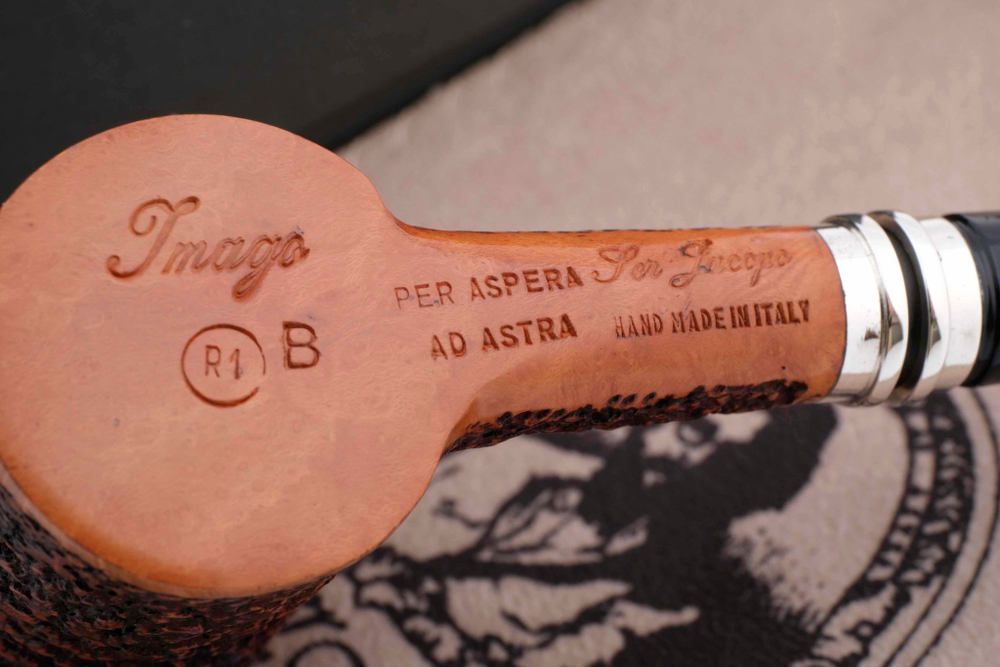 Imago
R1 B
PER ASPERA
AD ASTRA
Ser Jacopo
HAND MADE IN ITALY